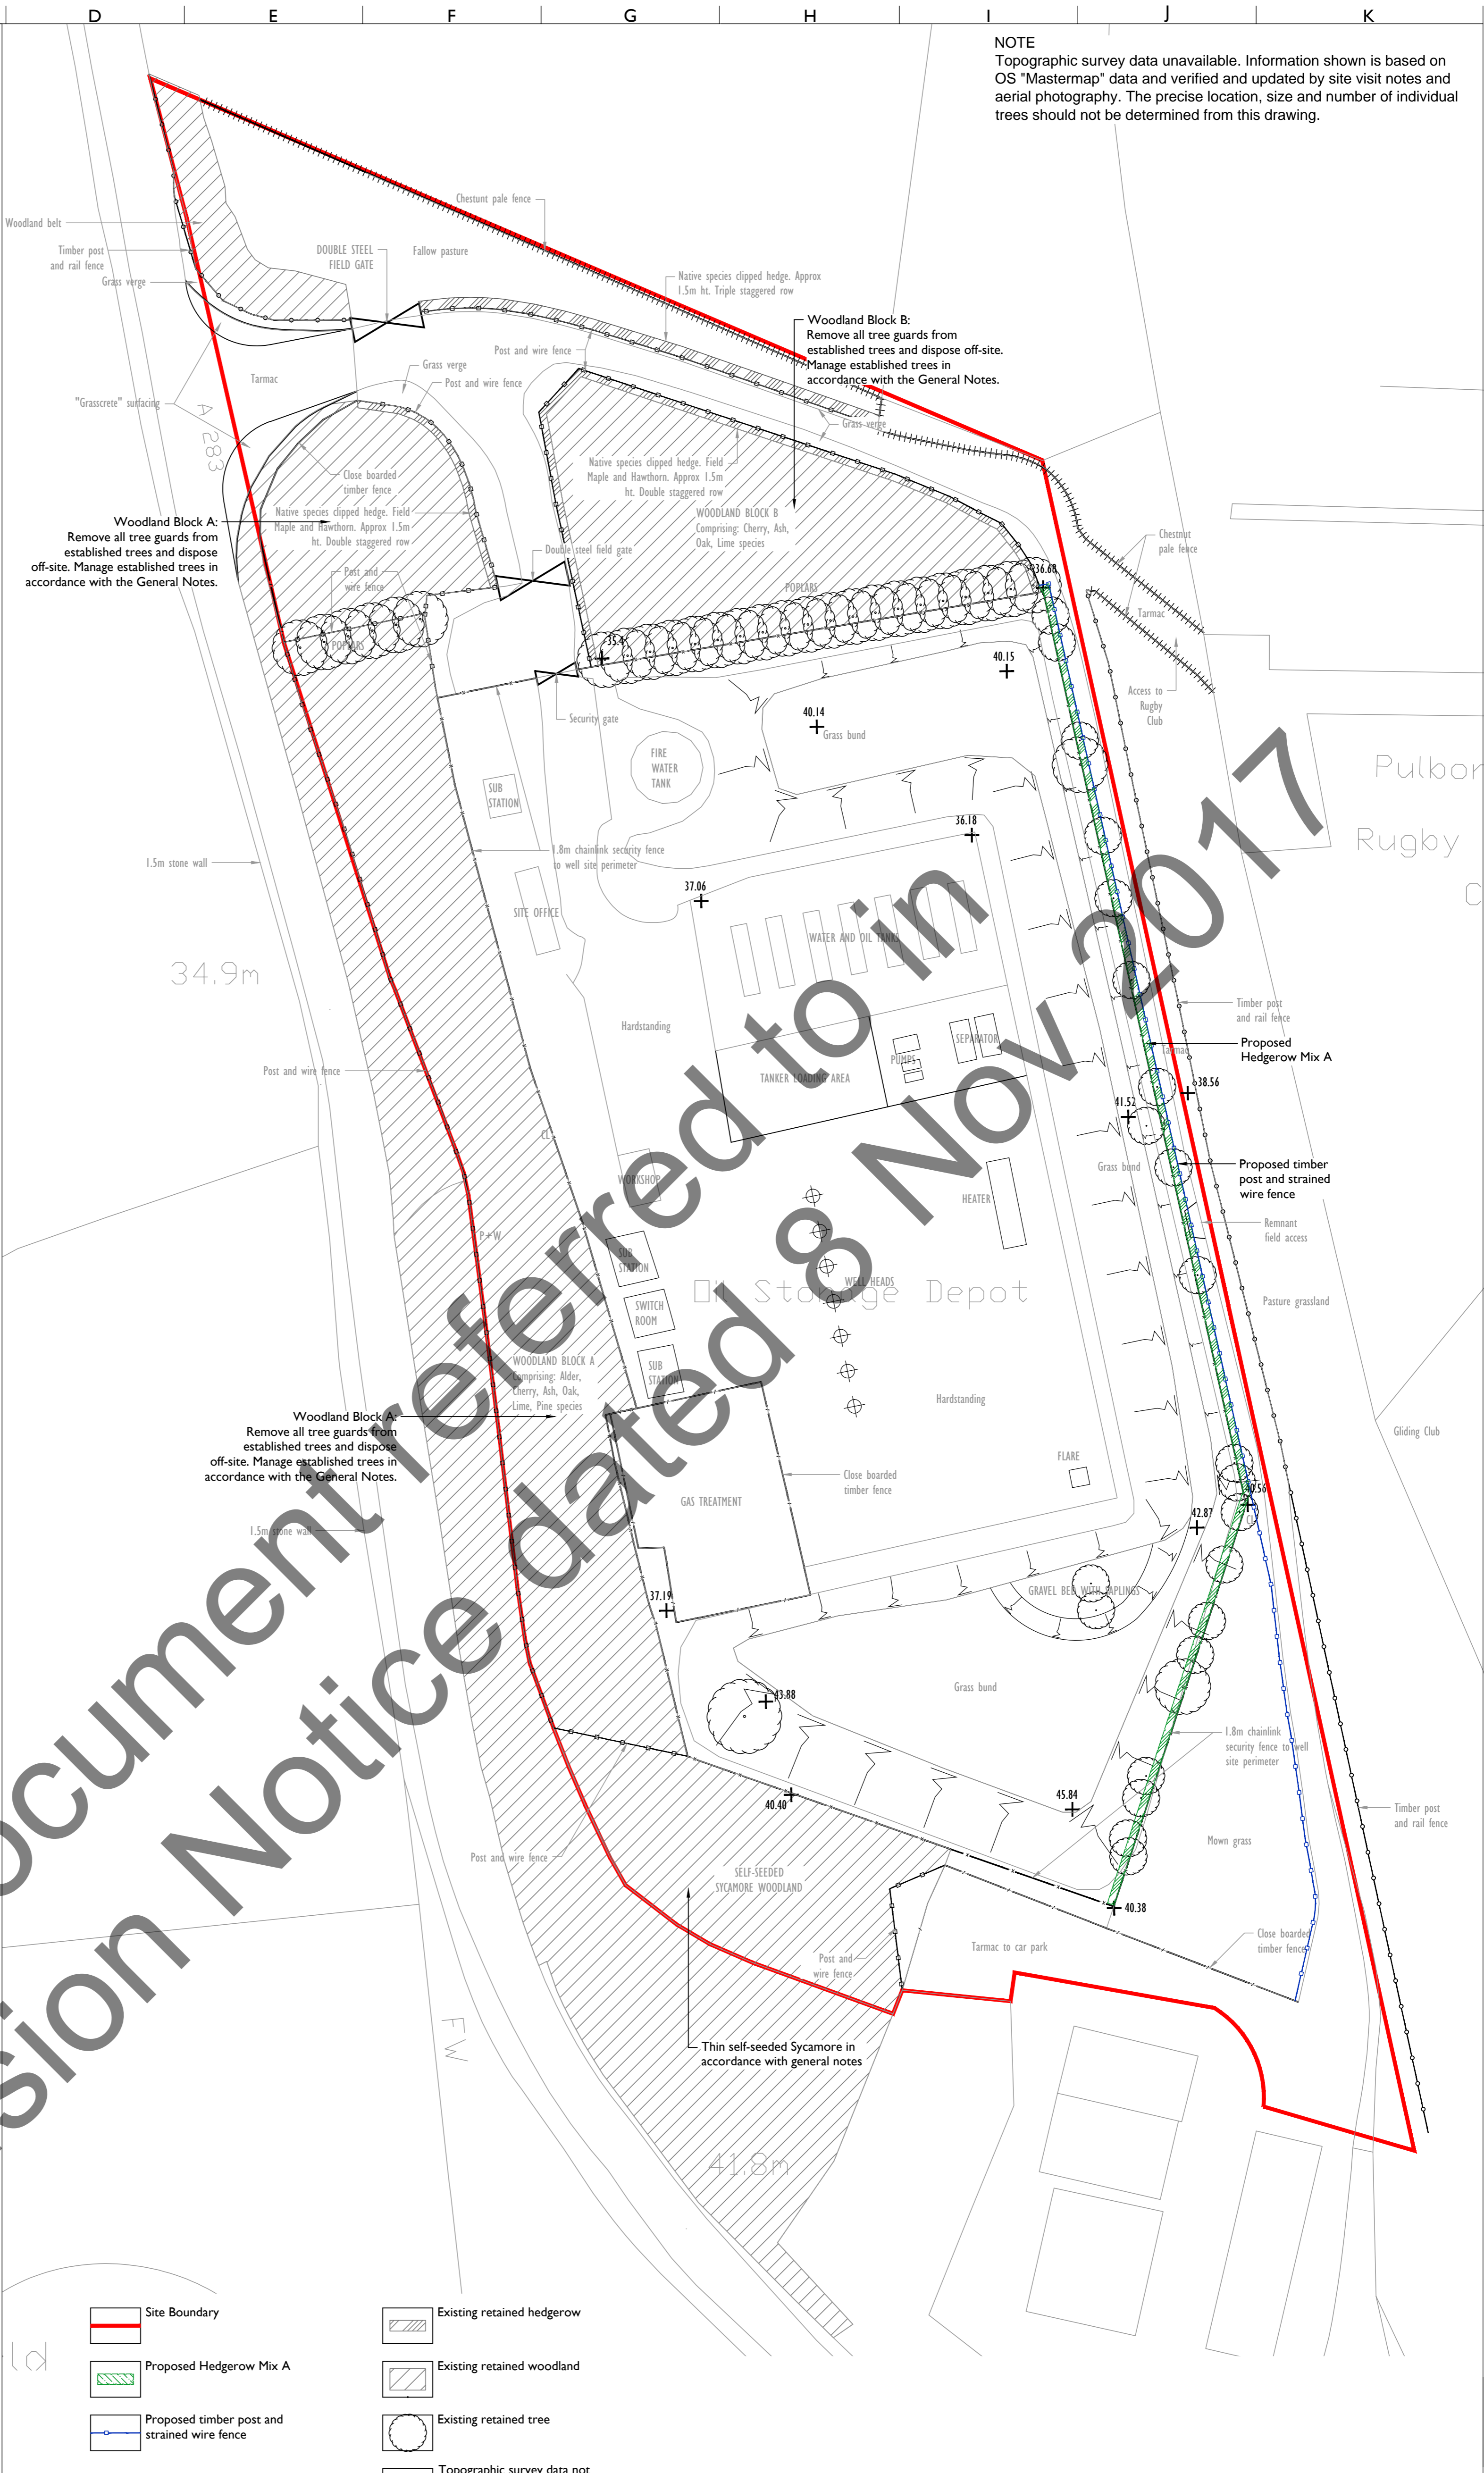 D E F G H I J K
NOTE
Topographic survey data unavailable. Information shown is based on
OS "Mastermap" data and verified and updated by site visit notes and
aerial photography. The precise location, size and number of individual
trees should not be determined from this drawing.
Chestunt pale fence
Woodland belt
Timber post
and rail fence
Grass verge
DOUBLE STEEL
FIELD GATE
Fallow pasture
Native species clipped hedge. Approx
1.5m ht. Triple staggered row
Woodland Block B:
Remove all tree guards from
established trees and dispose off-site.
Manage established trees in
accordance with the General Notes.
Post and wire fence
Grass verge
Post and wire fence
Tarmac
"Grasscrete" surfacing
A 283
Grass verge
Close boarded
timber fence
Native species clipped hedge. Field
Maple and Hawthorn. Approx 1.5m
ht. Double staggered row
Native species clipped hedge. Field
Maple and Hawthorn. Approx 1.5m
ht. Double staggered row
WOODLAND BLOCK B
Comprising: Cherry, Ash,
Oak, Lime species
Woodland Block A:
Remove all tree guards from
established trees and dispose
off-site. Manage established trees in
accordance with the General Notes.
Double steel field gate
Chestnut
pale fence
Post and
wire fence
36.68
POPLARS
Tarmac
POPLARS
35.4
40.15
Access to
Rugby
Club
Security gate
40.14
Grass bund
FIRE
WATER
TANK
SUB
STATION
Pulbor
Rugby
C
36.18
1.8m chainlink security fence
to well site perimeter
1.5m stone wall
37.06
SITE OFFICE
WATER AND OIL TANKS
34.9m
Timber post
and rail fence
Hardstanding
SEPARATOR
PUMPS
Proposed
Hedgerow Mix A
Tarmac
Post and wire fence
TANKER LOADING AREA
38.56
41.52
CL
Grass bund
Proposed timber
post and strained
wire fence
WORKSHOP
HEATER
Remnant
field access
P+W
SUB
STATION
WELL HEADS
Oil Storage Depot
Pasture grassland
SWITCH
ROOM
WOODLAND BLOCK A
Comprising: Alder,
Cherry, Ash, Oak,
Lime, Pine species
SUB
STATION
Hardstanding
Woodland Block A:
Remove all tree guards from
established trees and dispose
off-site. Manage established trees in
accordance with the General Notes.
Gliding Club
FLARE
Close boarded
timber fence
40.56
CL
GAS TREATMENT
42.87
1.5m stone wall
GRAVEL BED WITH SAPLINGS
37.19
Grass bund
43.88
1.8m chainlink
security fence to well
site perimeter
40.40
45.84
Timber post
and rail fence
Mown grass
Post and wire fence
SELF-SEEDED
SYCAMORE WOODLAND
40.38
Close boarded
timber fence
Tarmac to car park
Post and
wire fence
FW
Thin self-seeded Sycamore in
accordance with general notes
41.8m
ld
ocument referred to in
sion Notice dated 8 Nov 2017
Site Boundary
Existing retained hedgerow
Proposed Hedgerow Mix A
Existing retained woodland
Proposed timber post and
strained wire fence
Existing retained tree
Topographic survey data not